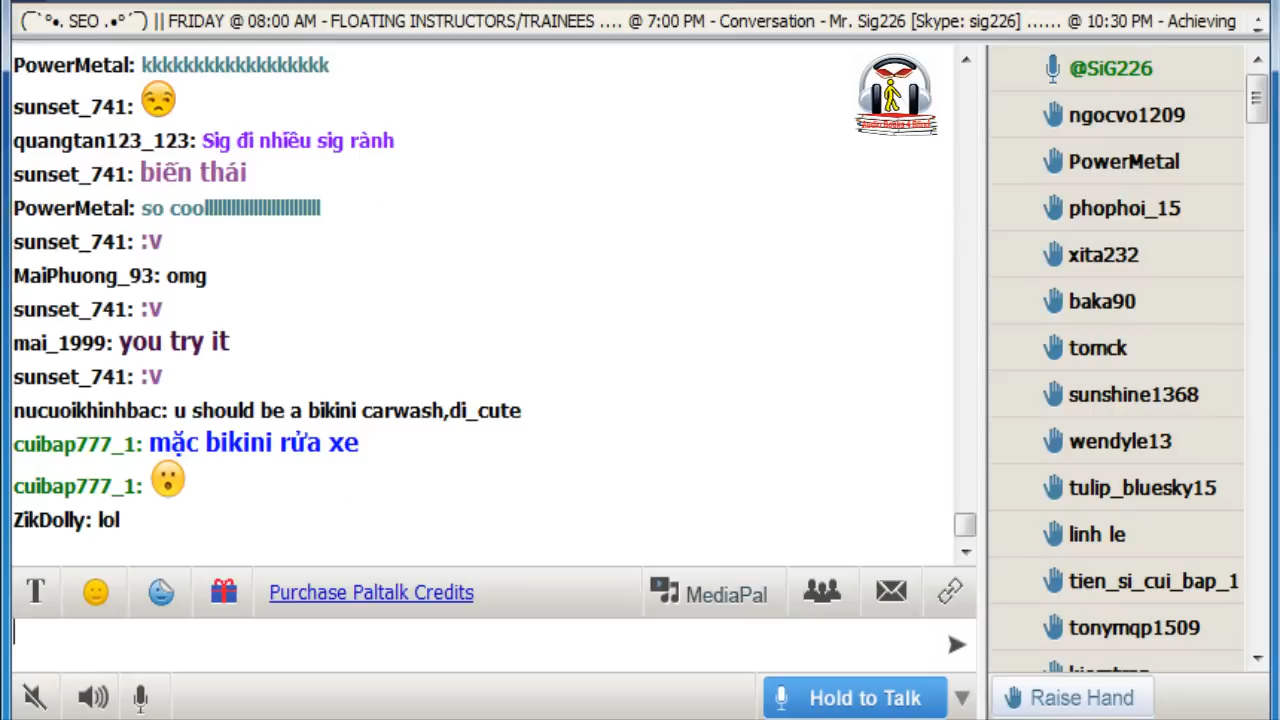 (¯`°•. SEO .•°´¯) || FRIDAY @ 08:00 AM - FLOATING INSTRUCTORS/TRAINEES .... @ 7:00 PM - Conversation - Mr. Sig226 [Skype: sig226] ...... @ 10:30 PM - Achieving
PowerMetal: kkkkkkkkkkkkkkkkkk
sunset_741:
quangtan123_123: Sig đi nhiều sig rành
sunset_741: biến thái
PowerMetal: so coolllllllllllllllllllllllll
sunset_741: :V
MaiPhuong_93: omg
sunset_741: :V
mai_1999: you try it
sunset_741: :V
nucuoikhinhbac: u should be a bikini carwash,di_cute
cuibap777_1: mặc bikini rửa xe
cuibap777_1:
ZikDolly: lol
@SiG226
ngocvo1209
PowerMetal
phophoi_15
xita232
baka90
tomck
sunshine1368
wendyle13
tulip_bluesky15
linh le
tien_si_cui_bap_1
tonymqp1509
T
Purchase Paltalk Credits
MediaPal
Hold to Talk
Raise Hand